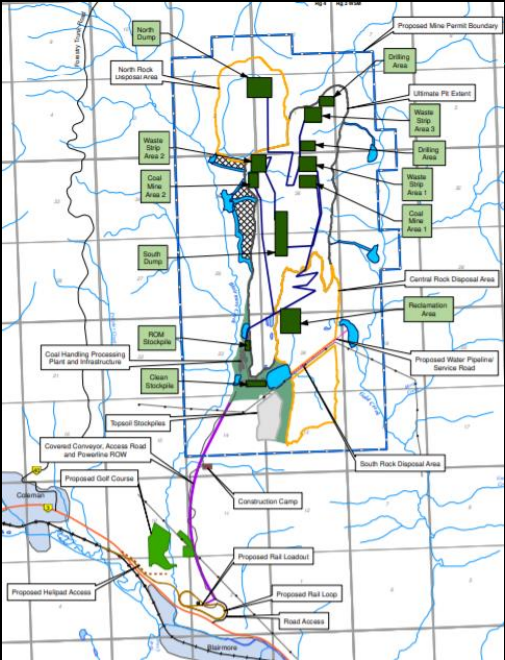 Proposed Mine Permit Boundary
North
Dump
Drilling
Area
North Rock
Disposal Area
Ultimate Pit Extent
Waste
Strip
Area 3
Waste
Strip
Area 2
Drilling
Area
Coal
Mine
Area 2
Waste
Strip
Area 1
Coal
Mine
Area 1
South
Dump
Central Rock Disposal Area
Reclamation
Area
ROM
Stockpile
Coal Handling Processing
Plant and Infrastructure
Proposed Water Pipeline/
Service Road
Clean
Stockpile
Topsoil Stockpiles
Covered Conveyor, Access Road
and Powerline ROW
South Rock Disposal Area
Proposed Golf Course
Coleman
3
Construction Camp
Proposed Rail Loadout
Proposed Helipad Access
Proposed Rail Loop
Road Access
Blairmore